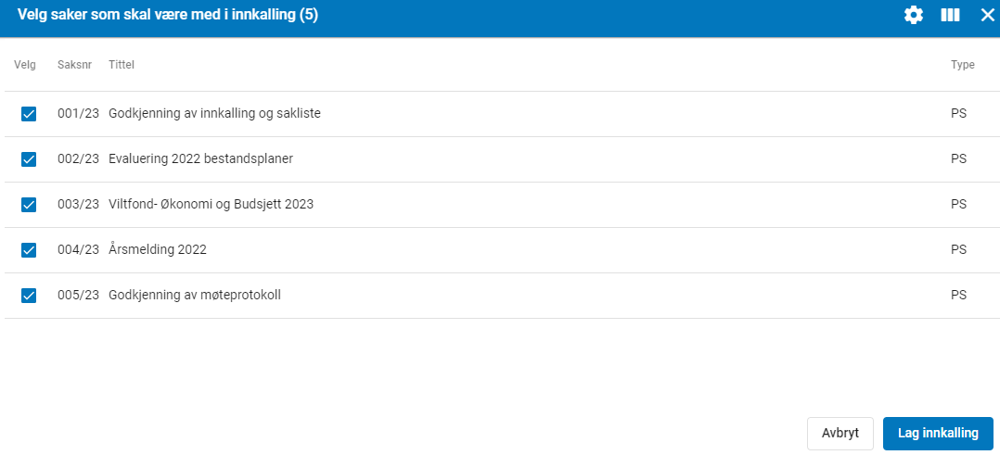 Velg saker som skal være med i innkalling (5)
Velg Saksnr Tittel Type
001/23 Godkjenning av innkalling og sakliste PS
002/23 Evaluering 2022 bestandsplaner PS
003/23 Viltfond- Økonomi og Budsjett 2023 PS
004/23 Årsmelding 2022 PS
005/23 Godkjenning av møteprotokoll PS
Avbryt Lag innkalling